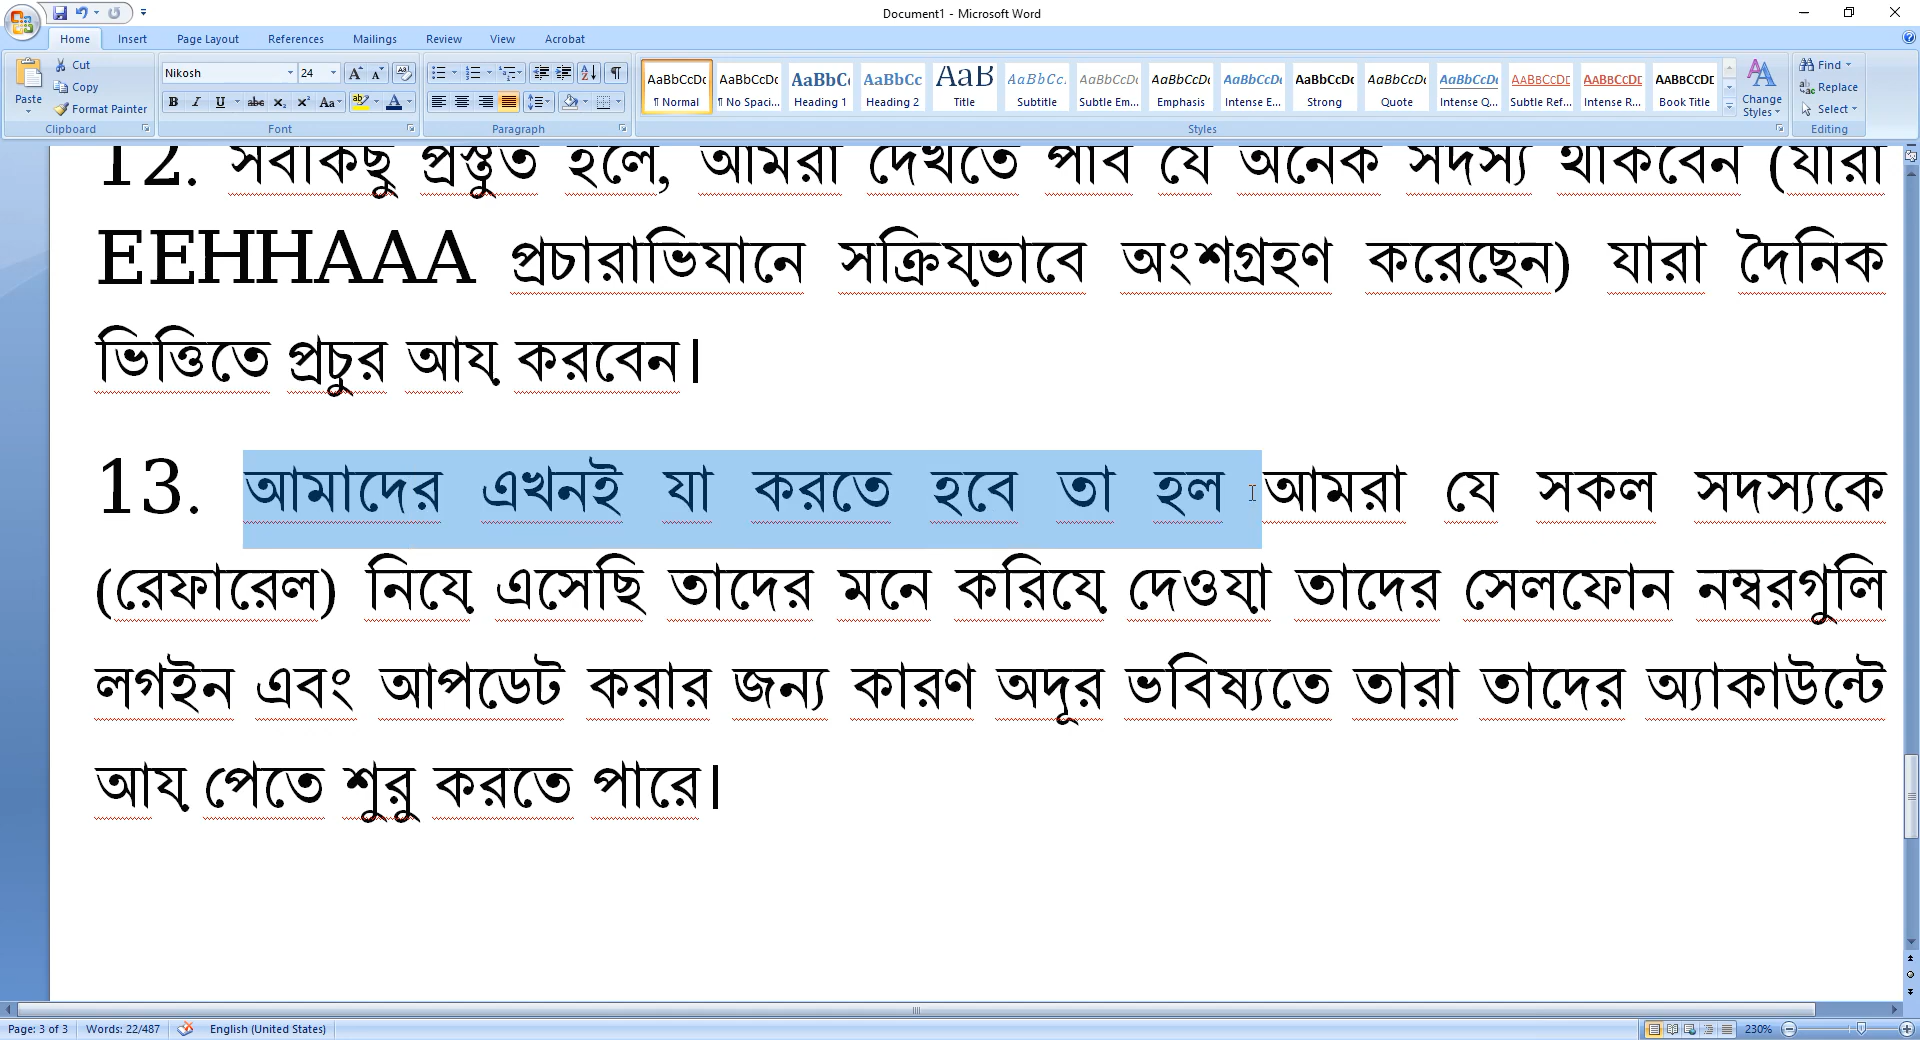 Document1 - Microsoft Word
Home Insert Page Layout References Mailings Review View Acrobat
Paste Cut Copy Format Painter Clipboard
Nikosh 24 Font
Paragraph
AaBbCcDc AaBbCcDc AaBbC AaBbCc AaB AaBbCc. AaBbCcDc AaBbCcDc AaBbCcDc AaBbCcDc AaBbCcDc AaBbCcDc AABBCCDE AABBCCDE AABBCCDE
¶ Normal ¶ No Spaci... Heading 1 Heading 2 Title Subtitle Subtle Em... Emphasis Intense E... Strong Quote Intense Q... Subtle Ref... Intense R... Book Title
Styles
Change Styles
Find Replace Select Editing
12. সবকিছু প্রস্তুত হলে, আমরা দেখতে পাব যে অনেক সদস্য থাকবেন (যারা
EEHHAAA প্রচারাভিযানে সক্রিয়ভাবে অংশগ্রহণ করেছেন) যারা দৈনিক
ভিত্তিতে প্রচুর আয় করবেন।
13. আমাদের এখনই যা করতে হবে তা হল আমরা যে সকল সদস্যকে
(রেফারেল) নিয়ে এসেছি তাদের মনে করিয়ে দেওয়া তাদের সেলফোন নম্বরগুলি
লগইন এবং আপডেট করার জন্য কারণ অদূর ভবিষ্যতে তারা তাদের অ্যাকাউন্টে
আয় পেতে শুরু করতে পারে।
Page: 3 of 3 Words: 22/487 English (United States) 230%